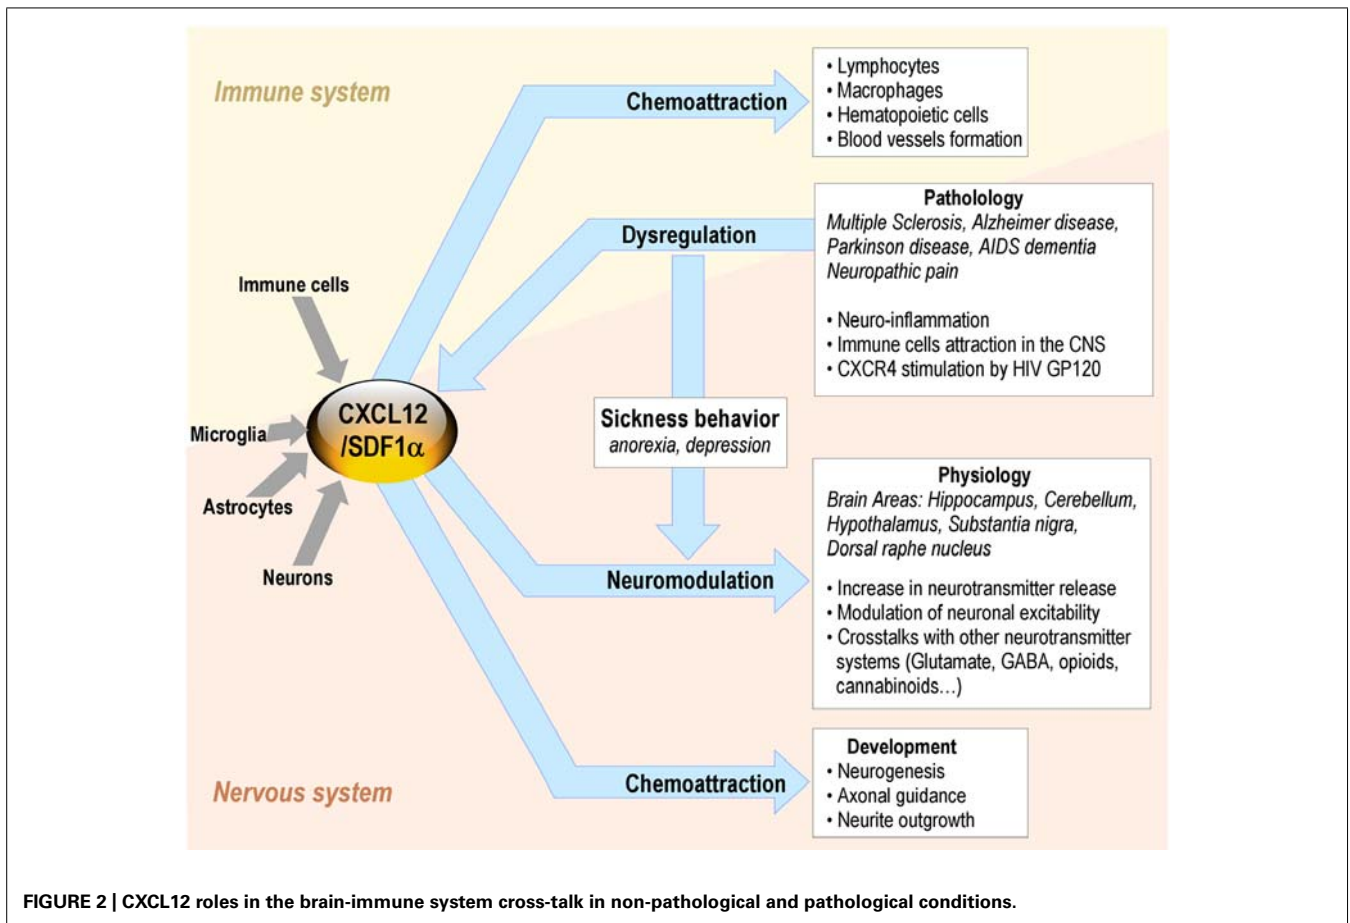 Immune system
Chemoattraction
• Lymphocytes
• Macrophages
• Hematopoietic cells
• Blood vessels formation
Patholology
Multiple Sclerosis, Alzheimer disease,
Parkinson disease, AIDS dementia
Neuropathic pain
• Neuro-inflammation
• Immune cells attraction in the CNS
• CXCR4 stimulation by HIV GP120
Dysregulation
Immune cells
Microglia
Astrocytes
Neurons
CXCL12
/SDF1α
Sickness behavior
anorexia, depression
Neuromodulation
Physiology
Brain Areas: Hippocampus, Cerebellum,
Hypothalamus, Substantia nigra,
Dorsal raphe nucleus
• Increase in neurotransmitter release
• Modulation of neuronal excitability
• Crosstalks with other neurotransmitter
systems (Glutamate, GABA, opioids,
cannabinoids…)
Nervous system
Chemoattraction
Development
• Neurogenesis
• Axonal guidance
• Neurite outgrowth
FIGURE 2 | CXCL12 roles in the brain-immune system cross-talk in non-pathological and pathological conditions.